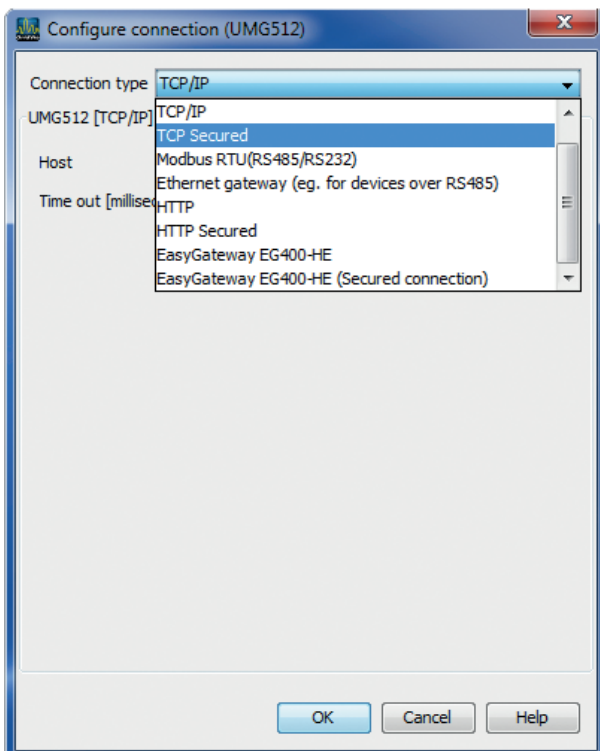 Configure connection (UMG512)
Connection type TCP/IP
UMG512 [TCP/IP]
TCP/IP
TCP Secured
Host
Modbus RTU(RS485/RS232)
Ethernet gateway (eg. for devices over RS485)
Time out [millisec
HTTP
HTTP Secured
EasyGateway EG400-HE
EasyGateway EG400-HE (Secured connection)
OK Cancel Help